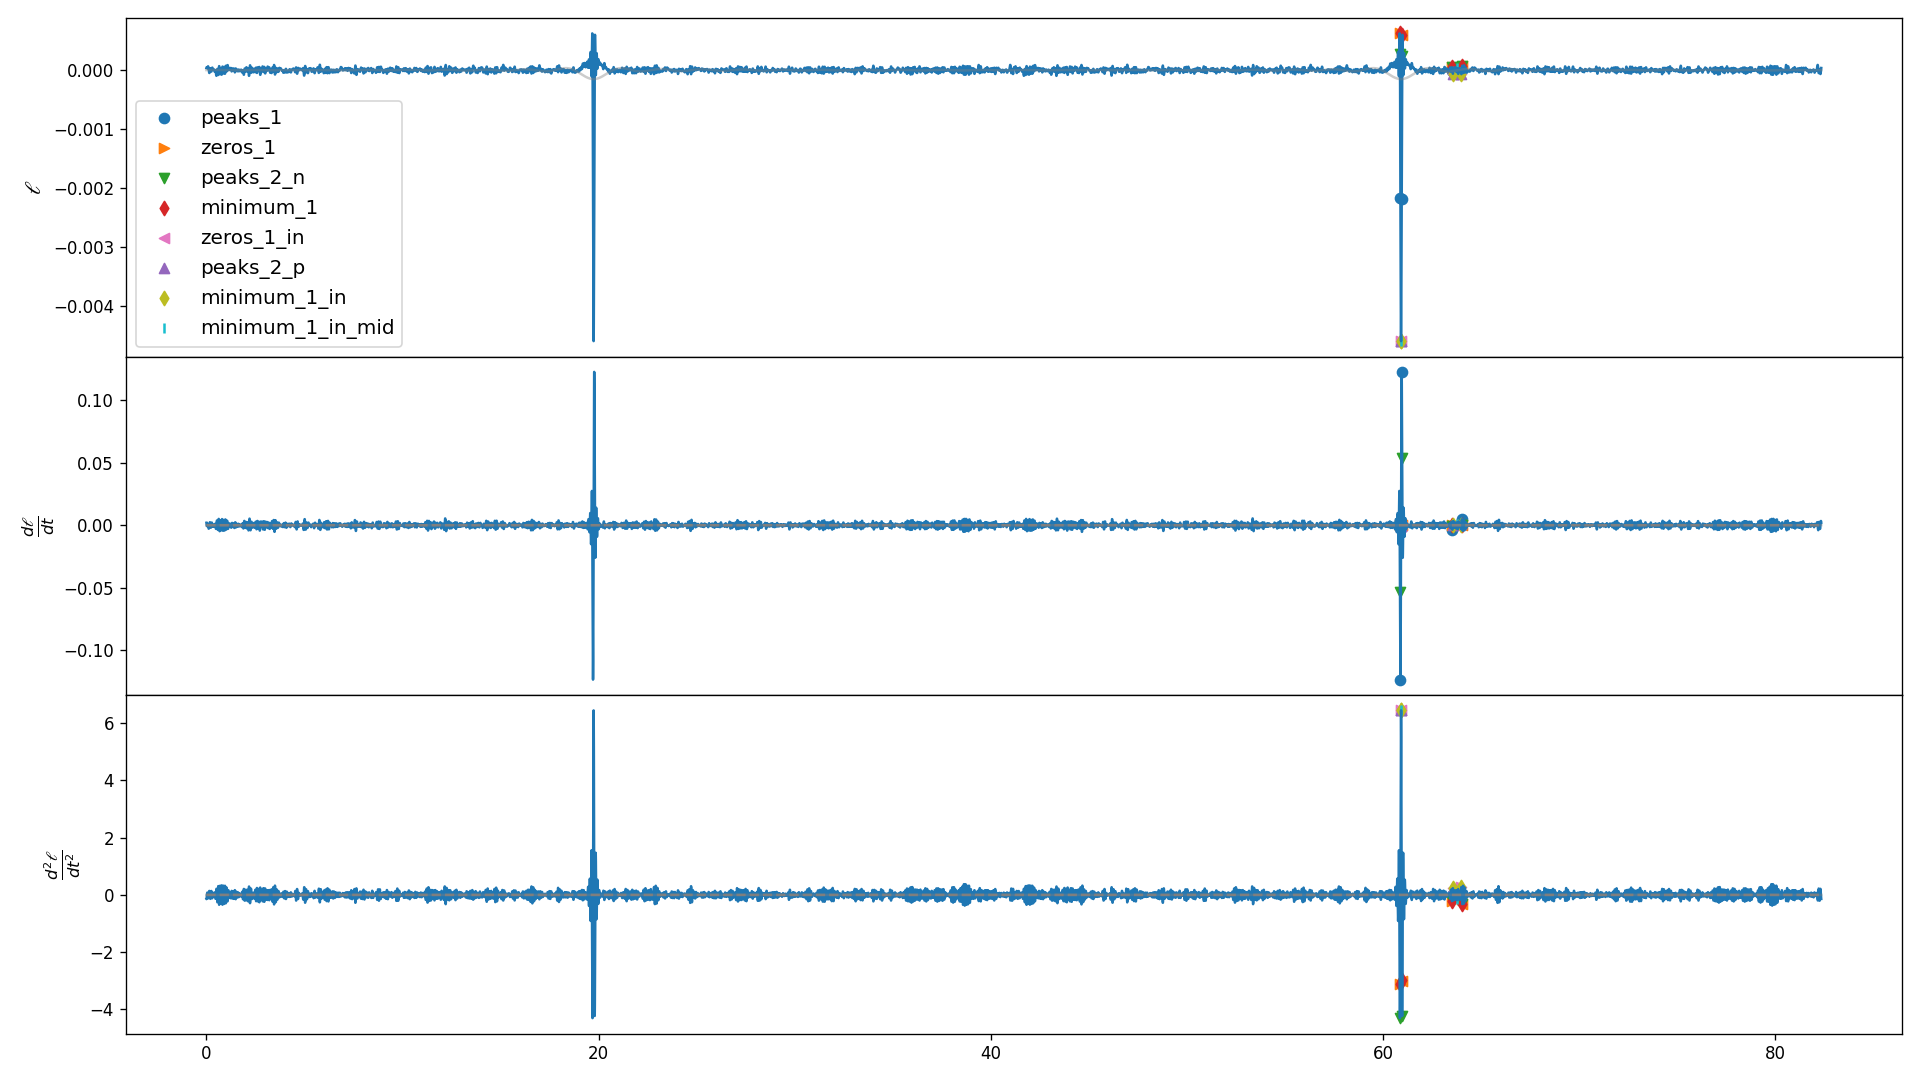 0.000
−0.001
−0.002
−0.003
−0.004
ℓ
peaks_1
zeros_1
peaks_2_n
minimum_1
zeros_1_in
peaks_2_p
minimum_1_in
minimum_1_in_mid
0.10
0.05
0.00
−0.05
−0.10
dℓ
dt
6
4
2
0
−2
−4
d²ℓ
dt²
0 20 40 60 80